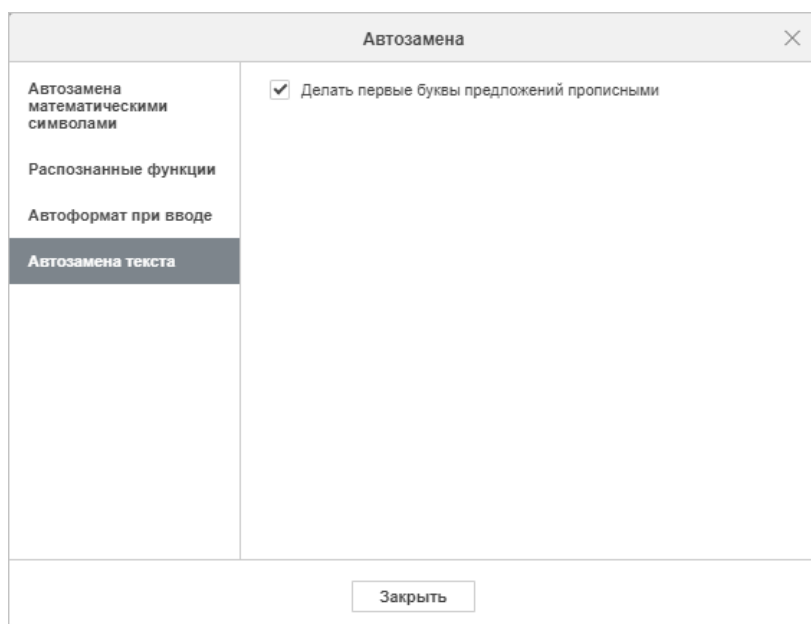 Автозамена
Автозамена
математическими
символами
Распознанные функции
Автоформат при вводе
Автозамена текста
Делать первые буквы предложений прописными
Закрыть